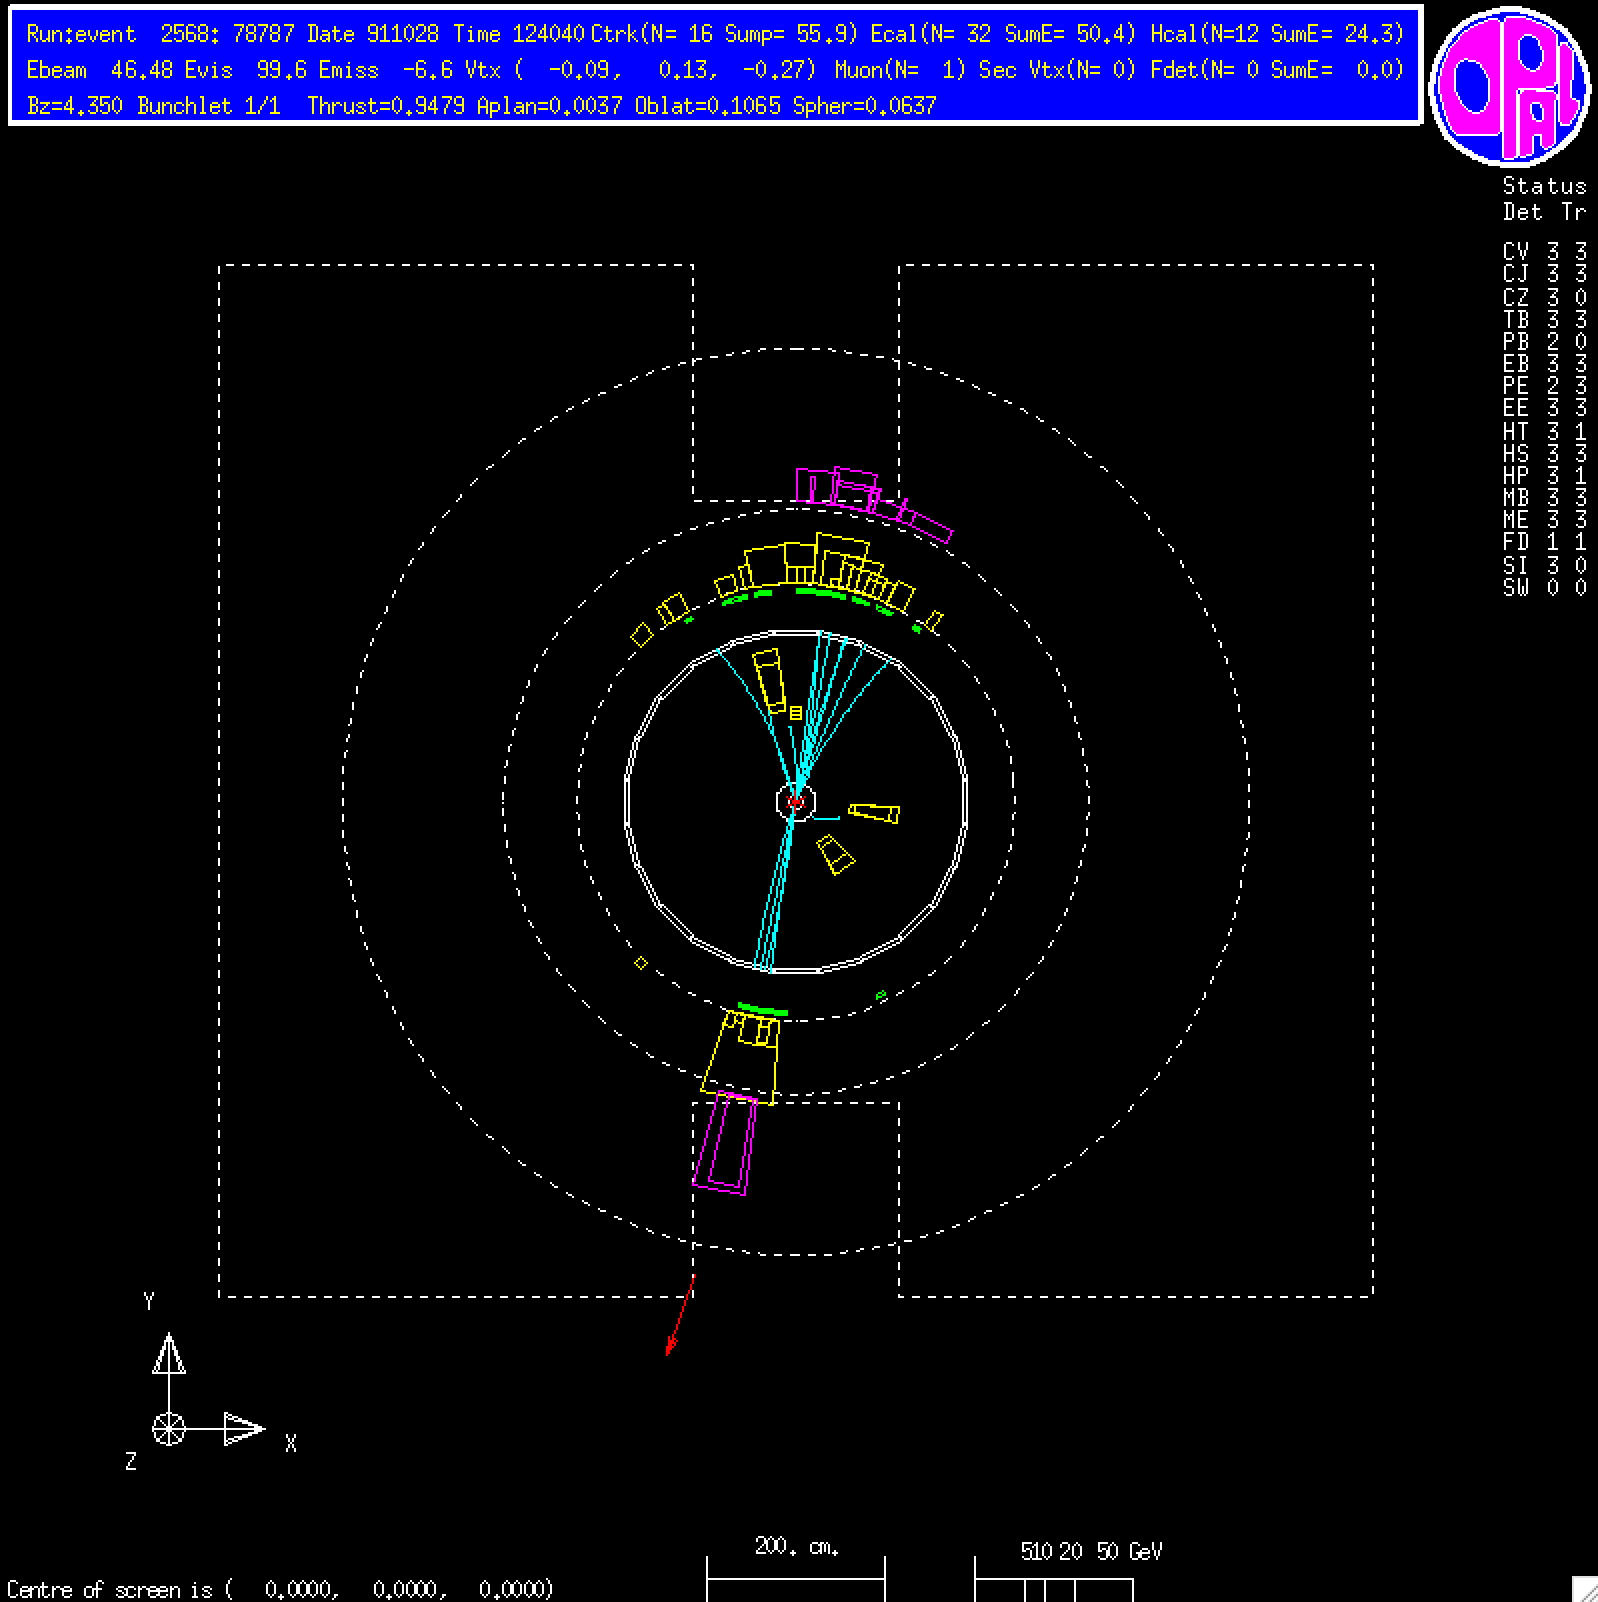 Run:event 2568: 78787 Date 911028 Time 124040 Ctrk(N= 16 Sump= 55.9) Ecal(N= 32 SumE= 50.4) Hcal(N=12 SumE= 24.3)
Ebeam 46.48 Evis 99.6 Emiss -6.6 Vtx ( -0.09, 0.13, -0.27) Muon(N= 1) Sec Vtx(N= 0) Fdet(N= 0 SumE= 0.0)
Bz=4.350 Bunchlet 1/1 Thrust=0.9479 Aplan=0.0037 Oblat=0.1065 Spher=0.0637
OPAL
Status
Det Tr
CV 3 3
CJ 3 3
CZ 3 0
TB 3 3
PB 2 0
EB 3 3
PE 2 3
EE 3 3
HT 3 1
HS 3 3
HP 3 1
MB 3 3
ME 3 3
FD 1 1
SI 3 0
SW 0 0
Y
X
Z
200. cm.
5 10 20 50 GeV
Centre of screen is ( 0.0000, 0.0000, 0.0000)